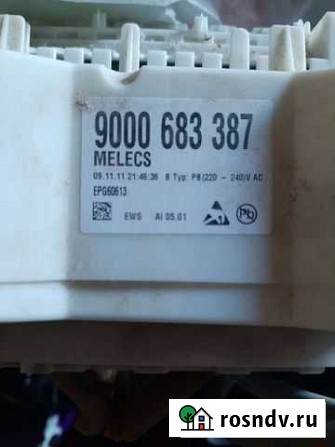 9000 683 387
MELECS
09.11.11 21:46:36 8 Typ: P8 (220 - 240)V AC
EPG60613
EWS AI 05.01
Pb
rosndv.ru